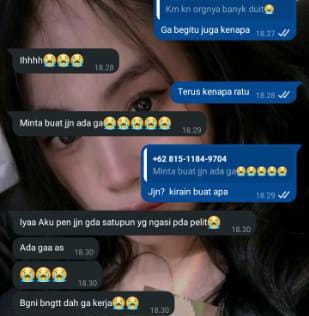 Km kn orgnya banyk duit😭
Ga begitu juga kenapa
18.27
Ihhhh😭😭😭
18.28
Terus kenapa ratu
18.28
Minta buat jjn ada ga😭😭😭😭😭
18.29
+62 815-1184-9704
Minta buat jjn ada ga😭😭😭😭😭
Jjn? kirain buat apa
18.29
Iyaa Aku pen jjn gda satupun yg ngasi pda pelit😭
18.30
Ada gaa as
18.30
😭😭😭
18.30
Bgni bngtt dah ga kerja😭😭
18.30